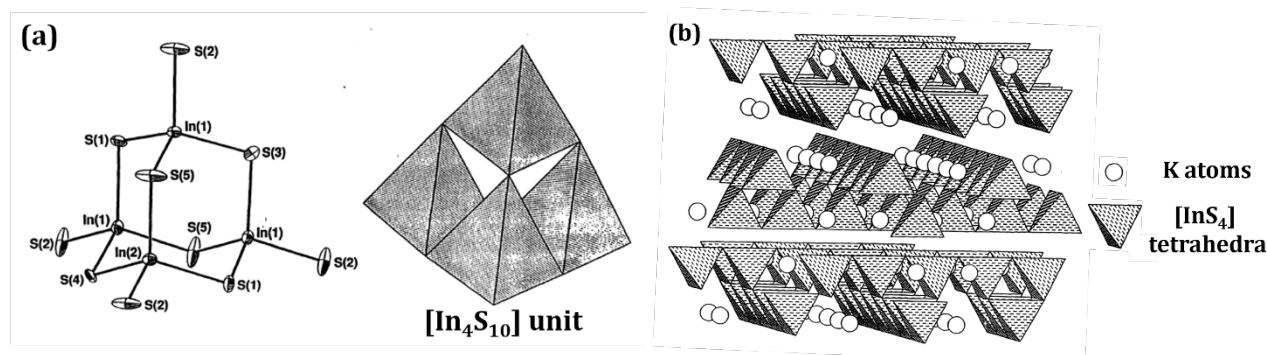 (a)
S(2)
In(1)
S(1)
S(3)
S(5)
In(1)
S(5)
In(1)
S(2)
In(2)
S(2)
S(4)
S(1)
S(2)
[In₄S₁₀] unit
(b)
K atoms
[InS₄]
tetrahedra